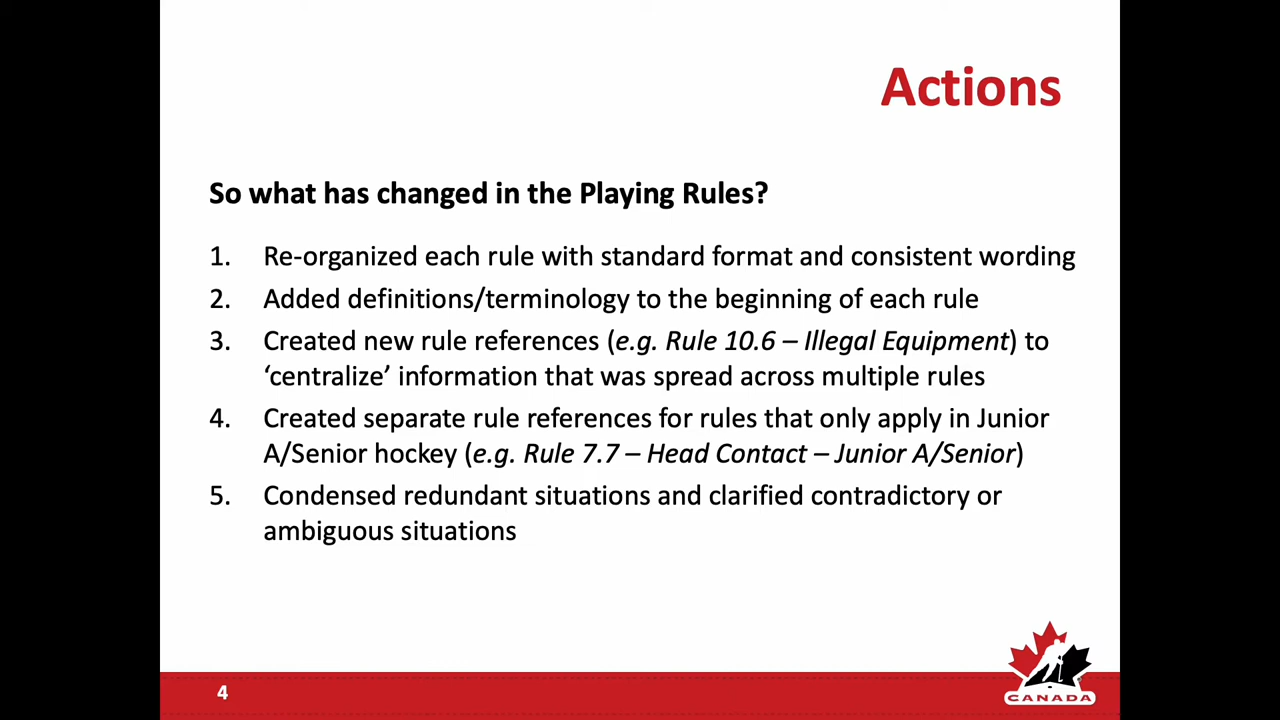 Actions
So what has changed in the Playing Rules?
1. Re-organized each rule with standard format and consistent wording
2. Added definitions/terminology to the beginning of each rule
3. Created new rule references (e.g. Rule 10.6 – Illegal Equipment) to
‘centralize’ information that was spread across multiple rules
4. Created separate rule references for rules that only apply in Junior
A/Senior hockey (e.g. Rule 7.7 – Head Contact – Junior A/Senior)
5. Condensed redundant situations and clarified contradictory or
ambiguous situations
4
CANADA